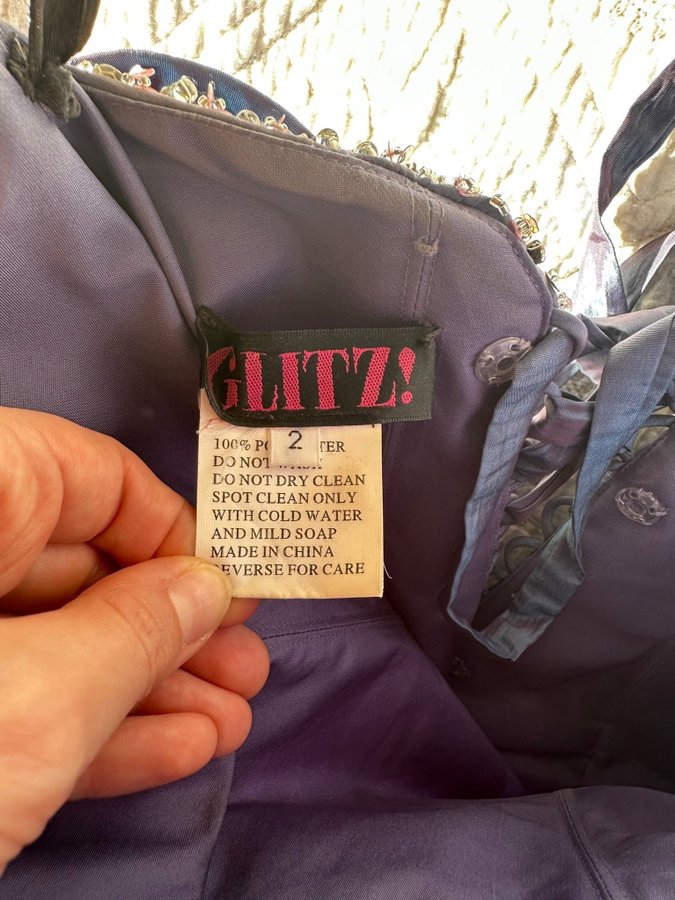 GLITZ!
2
100% PO TER
DO NOT WASH
DO NOT DRY CLEAN
SPOT CLEAN ONLY
WITH COLD WATER
AND MILD SOAP
MADE IN CHINA
REVERSE FOR CARE